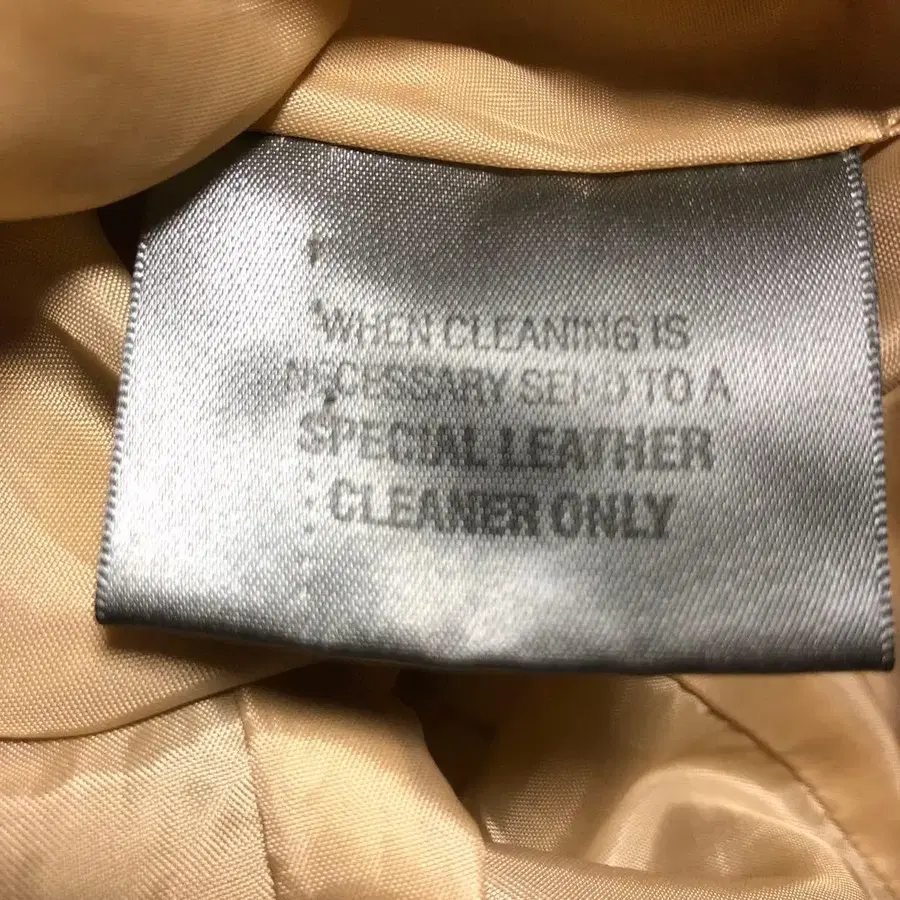 WHEN CLEANING IS
NECESSARY SEND TO A
SPECIAL LEATHER
CLEANER ONLY